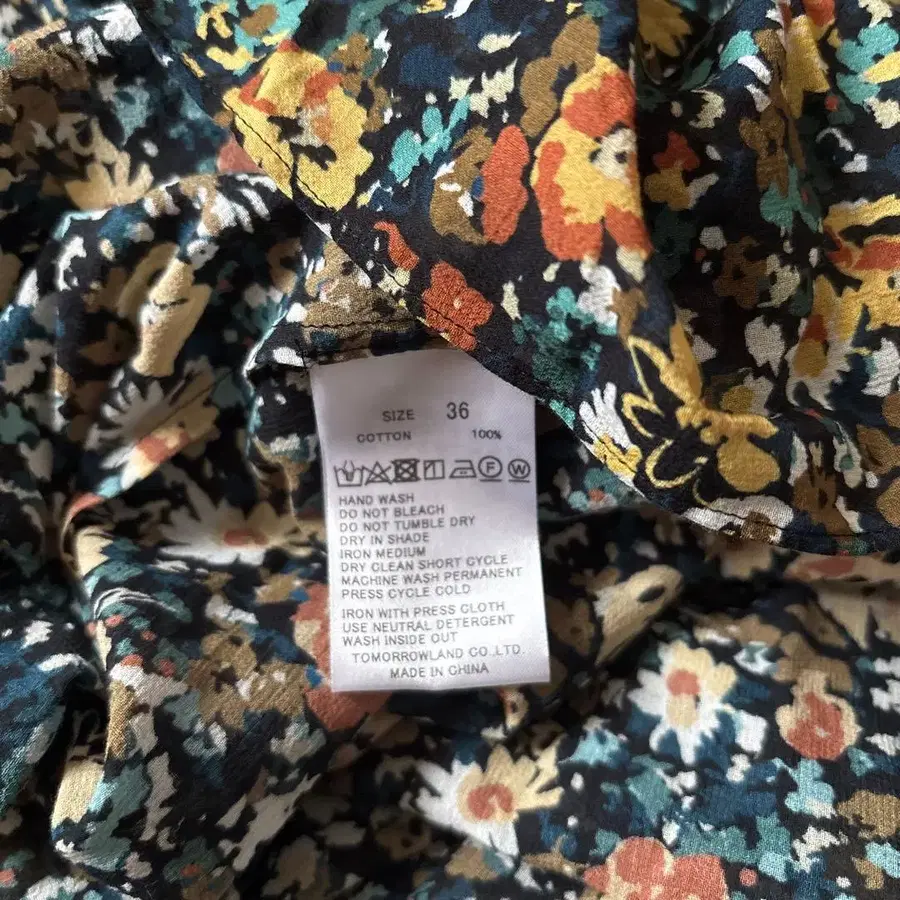 SIZE 36
COTTON 100%
F W
HAND WASH
DO NOT BLEACH
DO NOT TUMBLE DRY
DRY IN SHADE
IRON MEDIUM
DRY CLEAN SHORT CYCLE
MACHINE WASH PERMANENT
PRESS CYCLE COLD
IRON WITH PRESS CLOTH
USE NEUTRAL DETERGENT
WASH INSIDE OUT
TOMORROWLAND CO.,LTD.
MADE IN CHINA